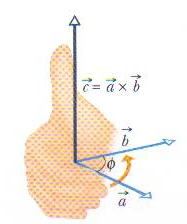 c⃗ = a⃗ × b⃗
b⃗
ϕ
a⃗